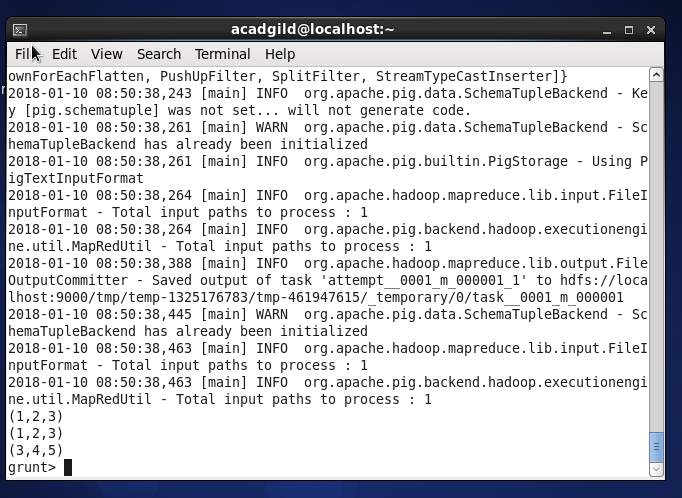 acadgild@localhost:~
File Edit View Search Terminal Help
ownForEachFlatten, PushUpFilter, SplitFilter, StreamTypeCastInserter]}
2018-01-10 08:50:38,243 [main] INFO  org.apache.pig.data.SchemaTupleBackend - Ke
y [pig.schematuple] was not set... will not generate code.
2018-01-10 08:50:38,261 [main] WARN  org.apache.pig.data.SchemaTupleBackend - Sc
hemaTupleBackend has already been initialized
2018-01-10 08:50:38,261 [main] INFO  org.apache.pig.builtin.PigStorage - Using P
igTextInputFormat
2018-01-10 08:50:38,264 [main] INFO  org.apache.hadoop.mapreduce.lib.input.FileI
nputFormat - Total input paths to process : 1
2018-01-10 08:50:38,264 [main] INFO  org.apache.pig.backend.hadoop.executionengi
ne.util.MapRedUtil - Total input paths to process : 1
2018-01-10 08:50:38,388 [main] INFO  org.apache.hadoop.mapreduce.lib.output.File
OutputCommitter - Saved output of task 'attempt__0001_m_000001_1' to hdfs://loca
lhost:9000/tmp/temp-1325176783/tmp-461947615/_temporary/0/task__0001_m_000001
2018-01-10 08:50:38,445 [main] WARN  org.apache.pig.data.SchemaTupleBackend - Sc
hemaTupleBackend has already been initialized
2018-01-10 08:50:38,463 [main] INFO  org.apache.hadoop.mapreduce.lib.input.FileI
nputFormat - Total input paths to process : 1
2018-01-10 08:50:38,463 [main] INFO  org.apache.pig.backend.hadoop.executionengi
ne.util.MapRedUtil - Total input paths to process : 1
(1,2,3)
(1,2,3)
(3,4,5)
grunt>